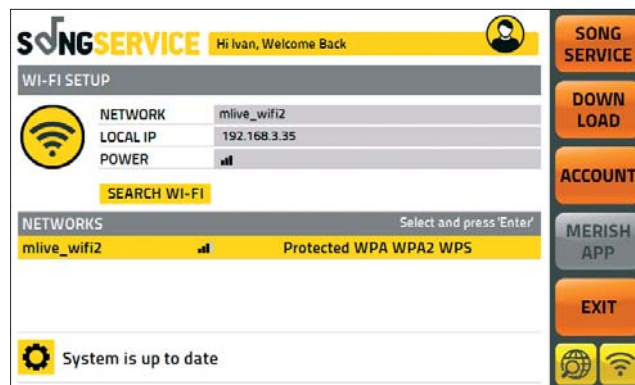 SONGSERVICE
Hi Ivan, Welcome Back
WI-FI SETUP
NETWORK mlive_wifi2
LOCAL IP 192.168.3.35
POWER
SEARCH WI-FI
NETWORKS Select and press 'Enter'
mlive_wifi2 Protected WPA WPA2 WPS
System is up to date
SONG
SERVICE
DOWN
LOAD
ACCOUNT
MERISH
APP
EXIT